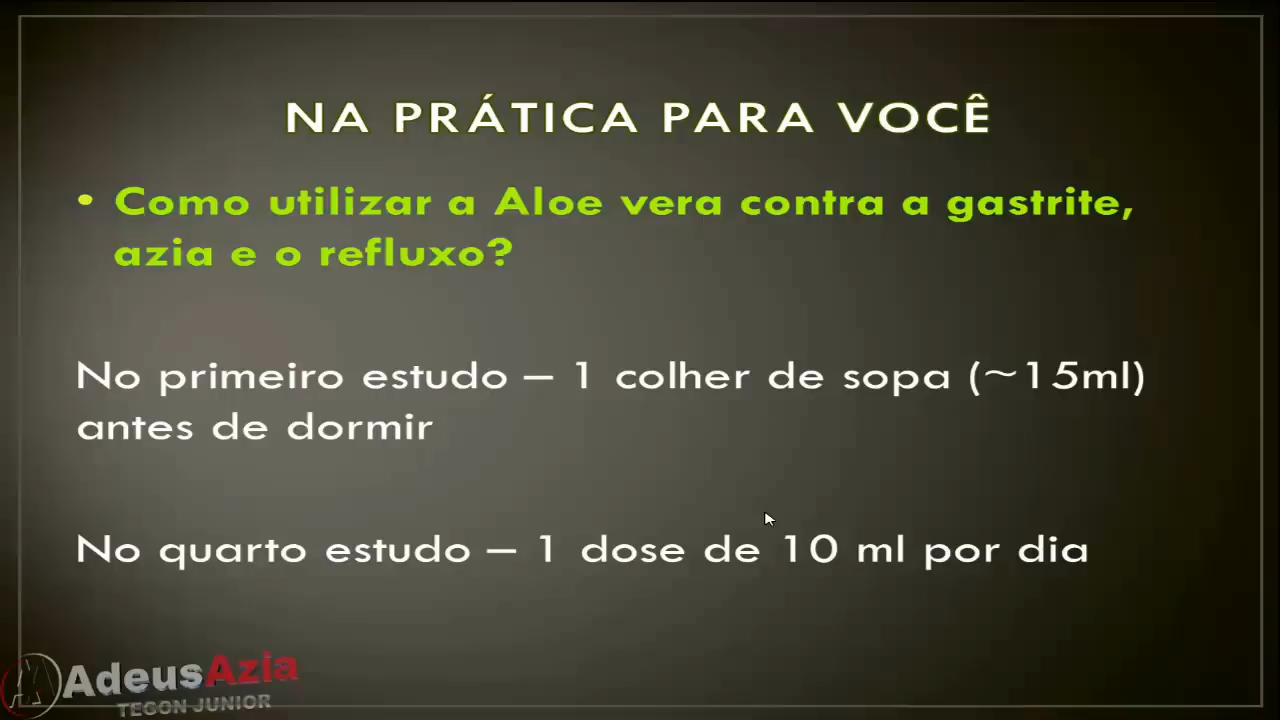 NA PRÁTICA PARA VOCÊ
• Como utilizar a Aloe vera contra a gastrite,
azia e o refluxo?
No primeiro estudo – 1 colher de sopa (~15ml)
antes de dormir
No quarto estudo – 1 dose de 10 ml por dia
AdeusAzia
TEGON JUNIOR